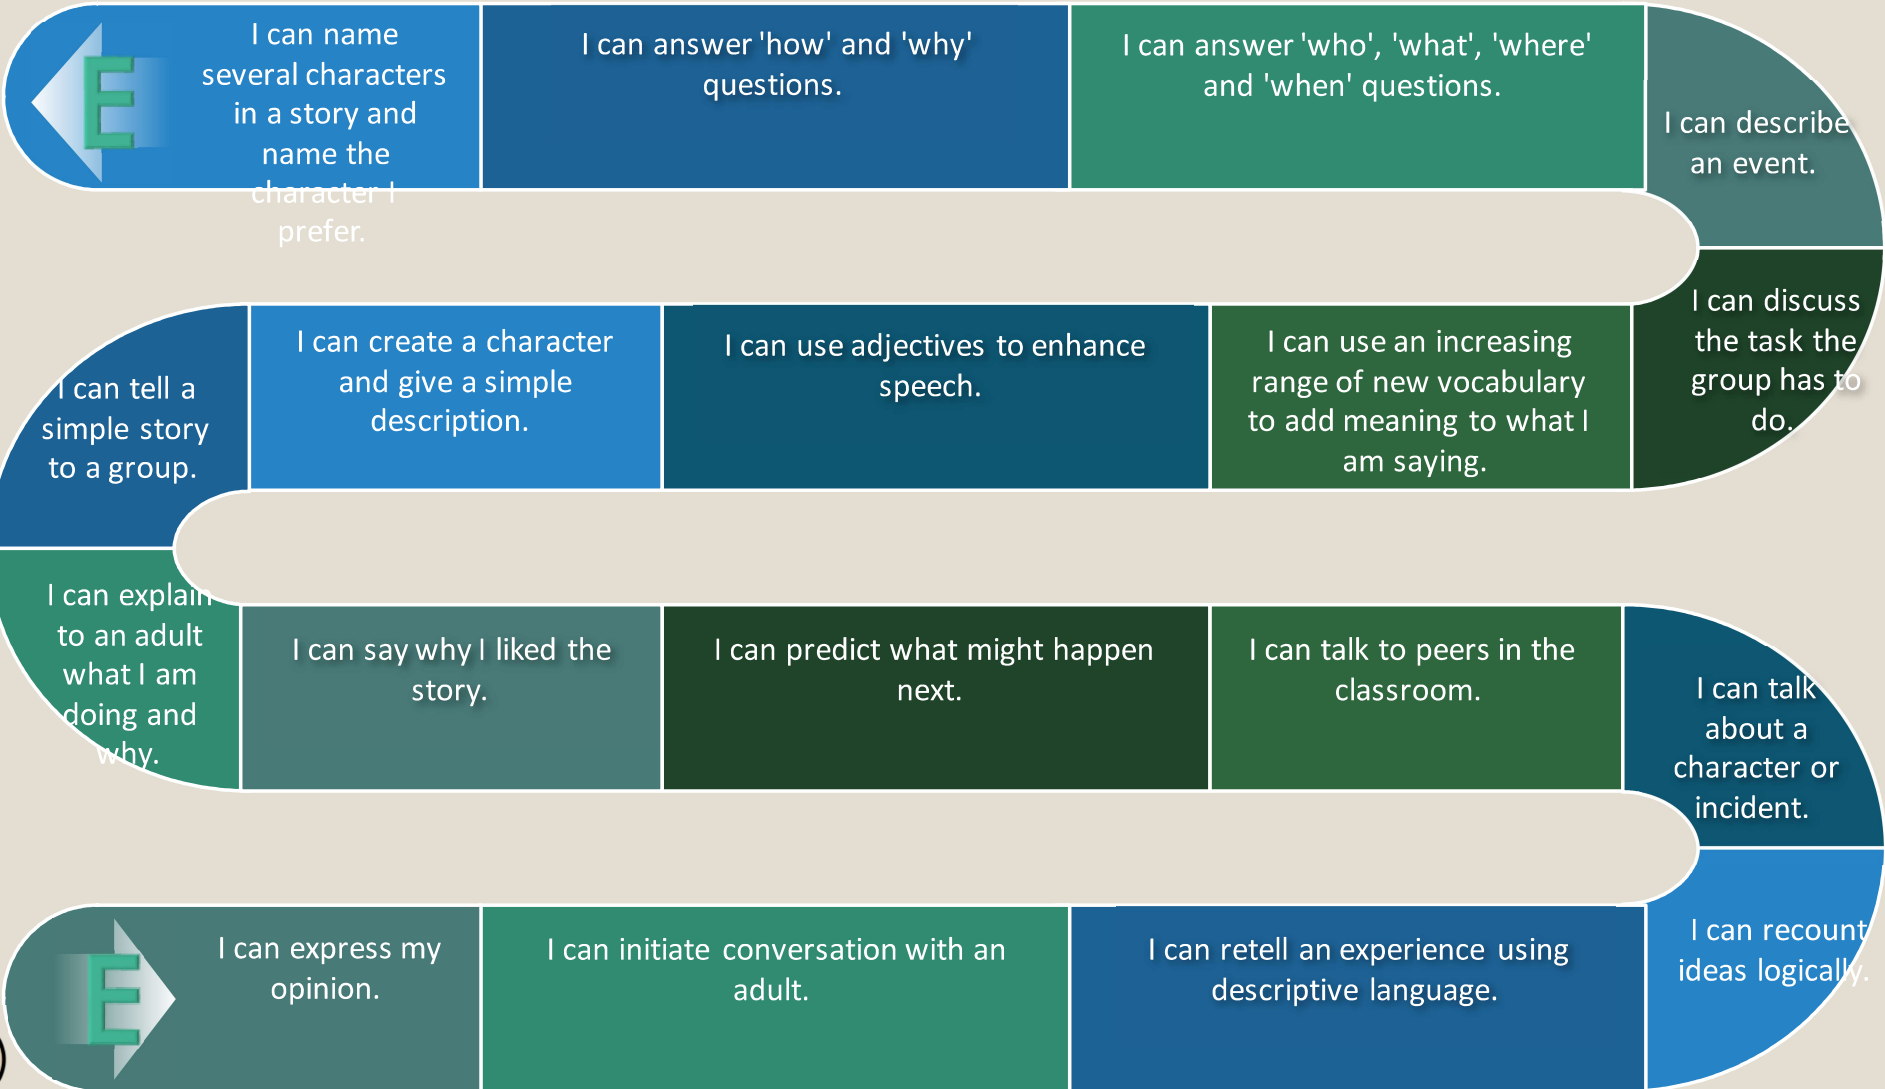 E
I can name
several characters
in a story and
name the
character I
prefer.
I can answer 'how' and 'why'
questions.
I can answer 'who', 'what', 'where'
and 'when' questions.
I can describe
an event.
I can discuss
the task the
group has to
do.
I can tell a
simple story
to a group.
I can create a character
and give a simple
description.
I can use adjectives to enhance
speech.
I can use an increasing
range of new vocabulary
to add meaning to what I
am saying.
I can explain
to an adult
what I am
doing and
why.
I can say why I liked the
story.
I can predict what might happen
next.
I can talk to peers in the
classroom.
I can talk
about a
character or
incident.
E
I can express my
opinion.
I can initiate conversation with an
adult.
I can retell an experience using
descriptive language.
I can recount
ideas logically.